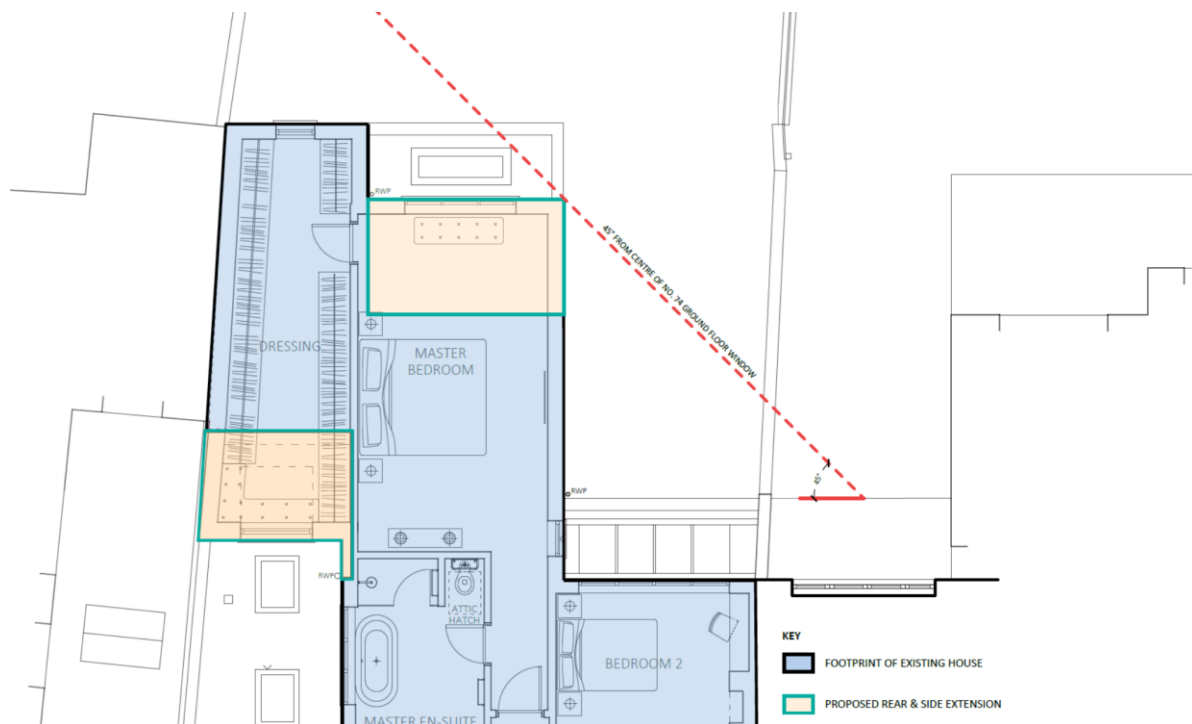 RWP
45° FROM CENTRE OF NO. 74 GROUND FLOOR WINDOW
DRESSING
MASTER
BEDROOM
45°
RWP
RWP
ATTIC
HATCH
BEDROOM 2
MASTER EN-SUITE
KEY
FOOTPRINT OF EXISTING HOUSE
PROPOSED REAR & SIDE EXTENSION